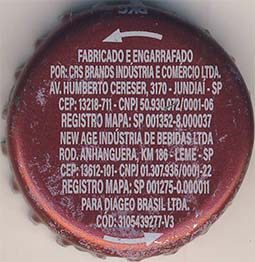 FABRICADO E ENGARRAFADO
POR: CRS BRANDS INDÚSTRIA E COMÉRCIO LTDA.
AV. HUMBERTO CERESER, 3170 - JUNDIAÍ - SP
CEP: 13218-711 - CNPJ 50.930.072/0001-06
REGISTRO MAPA: SP 001352-8.000037
NEW AGE INDÚSTRIA DE BEBIDAS LTDA
ROD. ANHANGUERA, KM 186 - LEME - SP
CEP: 13612-101 - CNPJ 01.307.936/0001-22
REGISTRO MAPA: SP 001275-0.000011
PARA DIAGEO BRASIL LTDA.
CÓD: 3105439277-V3